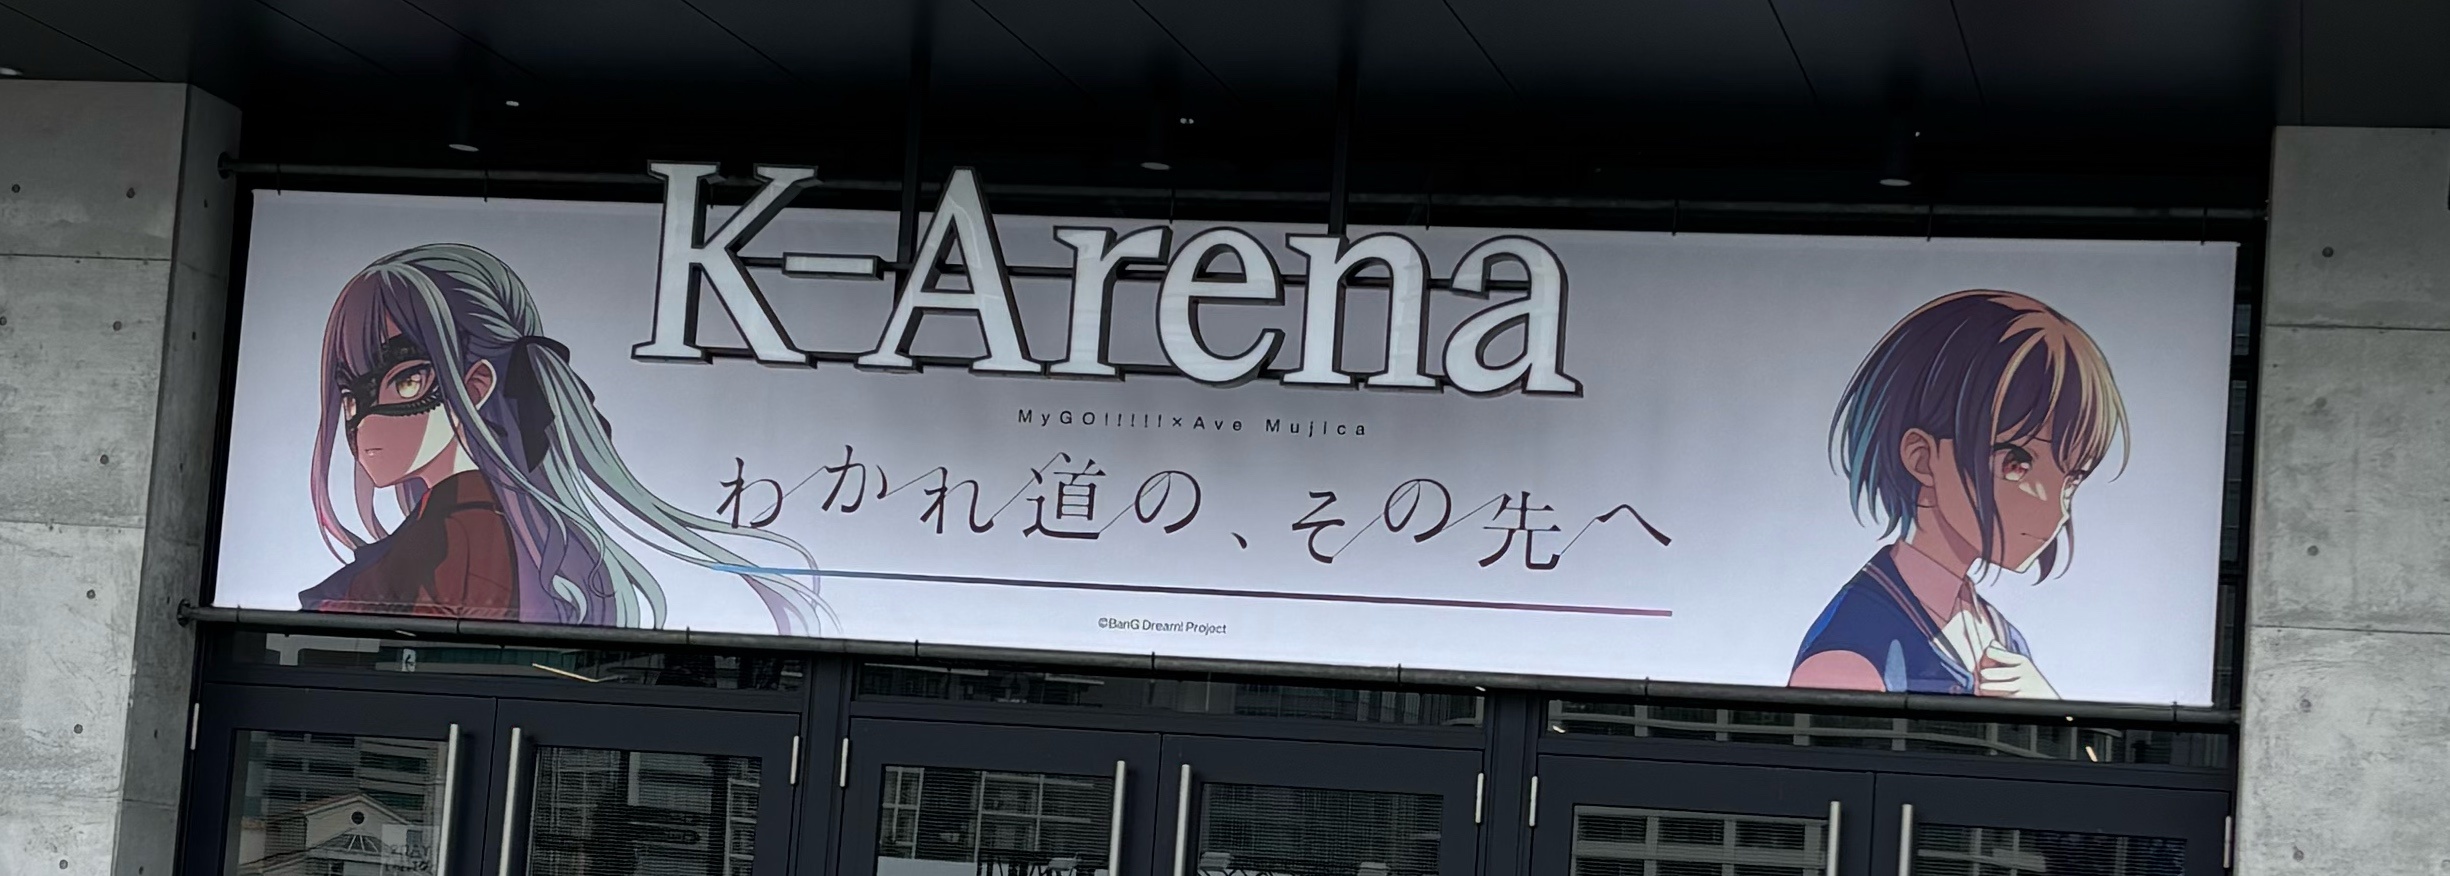 K-Arena
MyGO!!!!!×Ave Mujica
わかれ道の、その先へ
©BanG Dream! Project